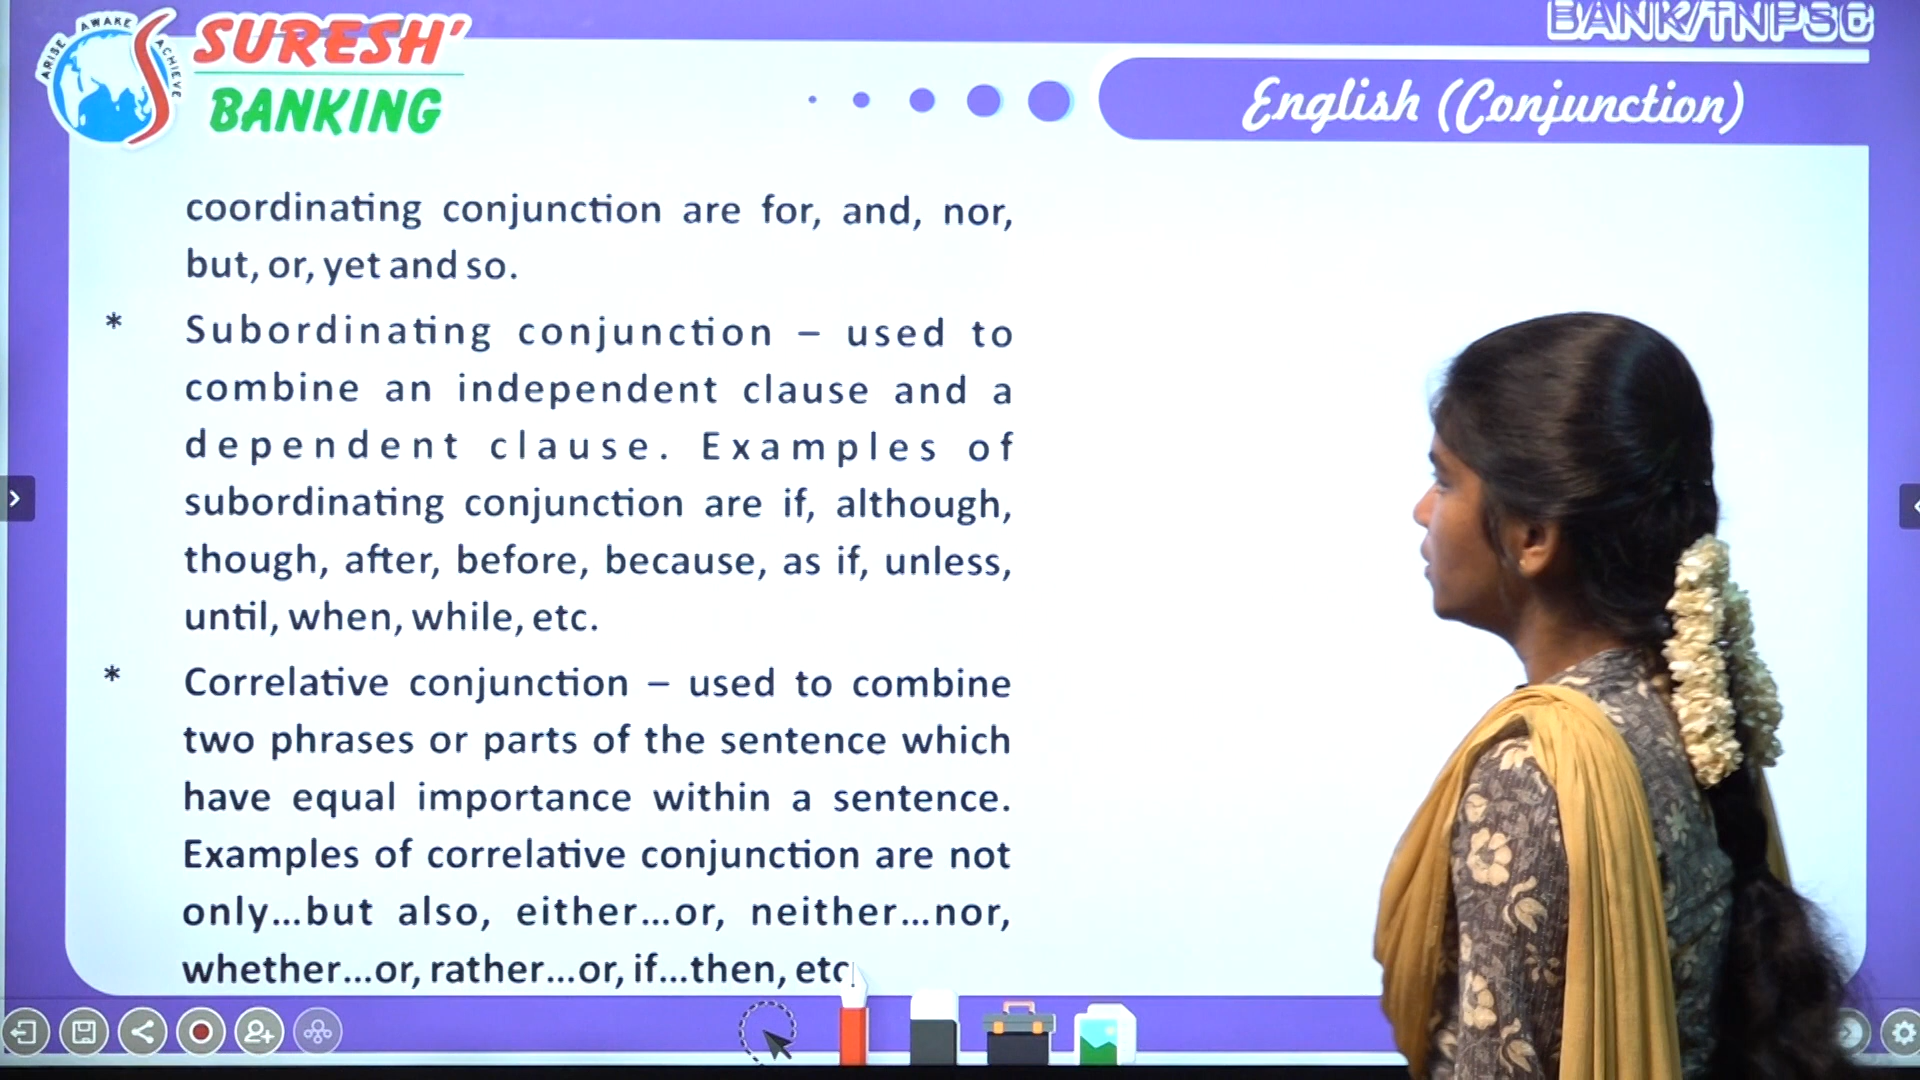 ARISE AWAKE ACHIEVE
SURESH'
BANKING
BANK/TNPSC
English (Conjunction)
coordinating conjunction are for, and, nor,
but, or, yet and so.
* Subordinating conjunction – used to
combine an independent clause and a
dependent clause. Examples of
subordinating conjunction are if, although,
though, after, before, because, as if, unless,
until, when, while, etc.
* Correlative conjunction – used to combine
two phrases or parts of the sentence which
have equal importance within a sentence.
Examples of correlative conjunction are not
only...but also, either...or, neither...nor,
whether...or, rather...or, if...then, etc